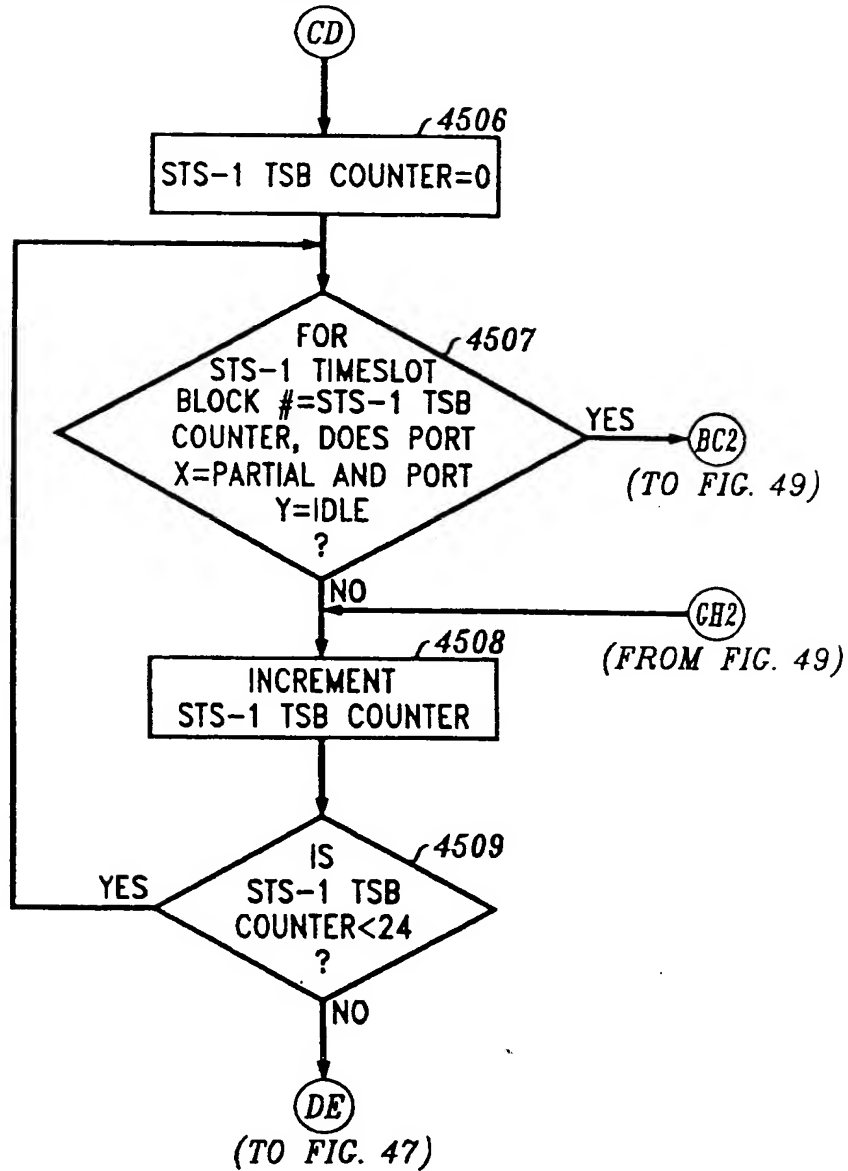 CD
4506
STS-1 TSB COUNTER=0
4507
FOR
STS-1 TIMESLOT
BLOCK #=STS-1 TSB
COUNTER, DOES PORT
X=PARTIAL AND PORT
Y=IDLE
?
YES
BC2
(TO FIG. 49)
NO
GH2
(FROM FIG. 49)
4508
INCREMENT
STS-1 TSB COUNTER
4509
IS
STS-1 TSB
COUNTER<24
?
YES
NO
DE
(TO FIG. 47)